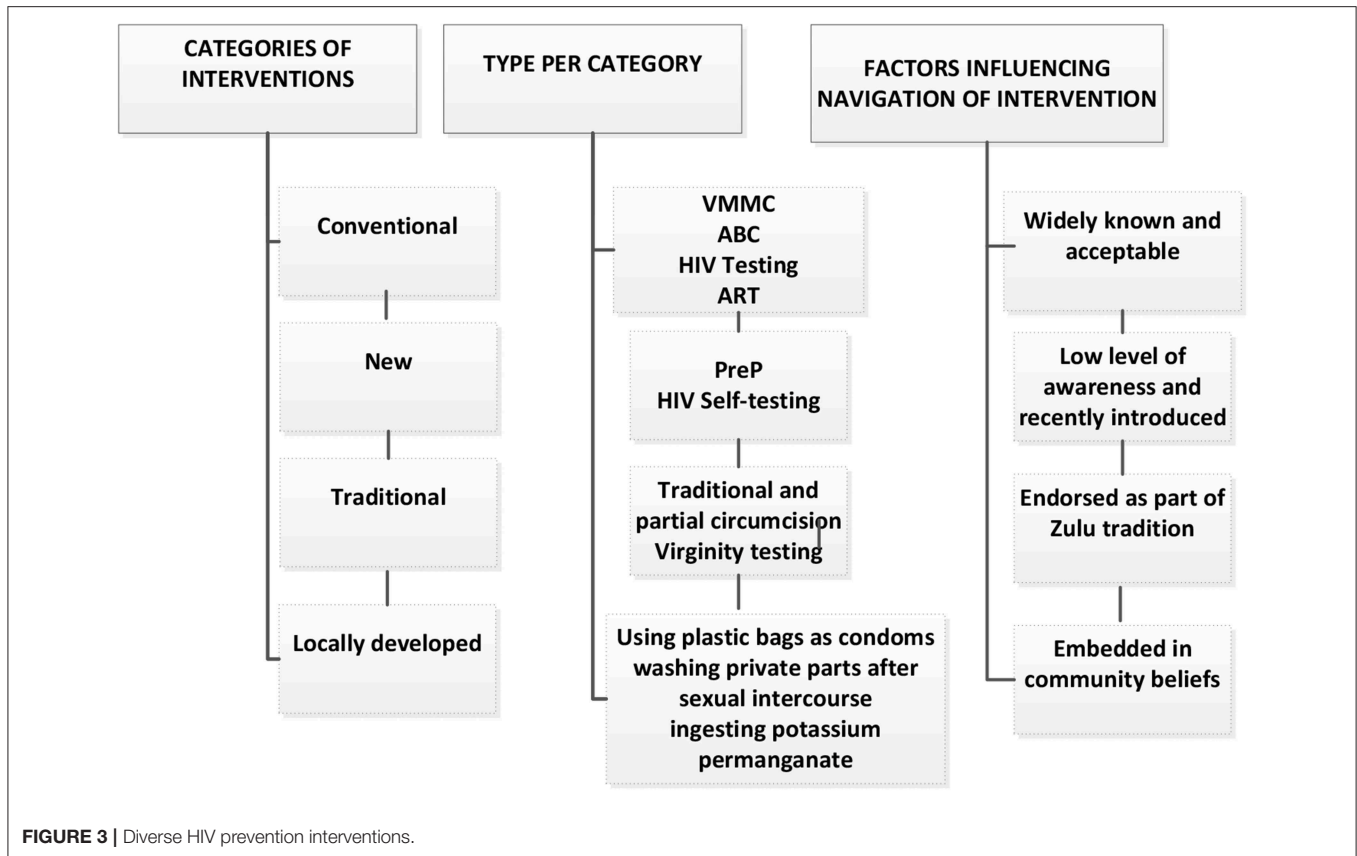 CATEGORIES OF
INTERVENTIONS
Conventional
New
Traditional
Locally developed
TYPE PER CATEGORY
VMMC
ABC
HIV Testing
ART
PreP
HIV Self-testing
Traditional and
partial circumcision
Virginity testing
Using plastic bags as condoms
washing private parts after
sexual intercourse
ingesting potassium
permanganate
FACTORS INFLUENCING
NAVIGATION OF INTERVENTION
Widely known and
acceptable
Low level of
awareness and
recently introduced
Endorsed as part of
Zulu tradition
Embedded in
community beliefs
FIGURE 3 | Diverse HIV prevention interventions.